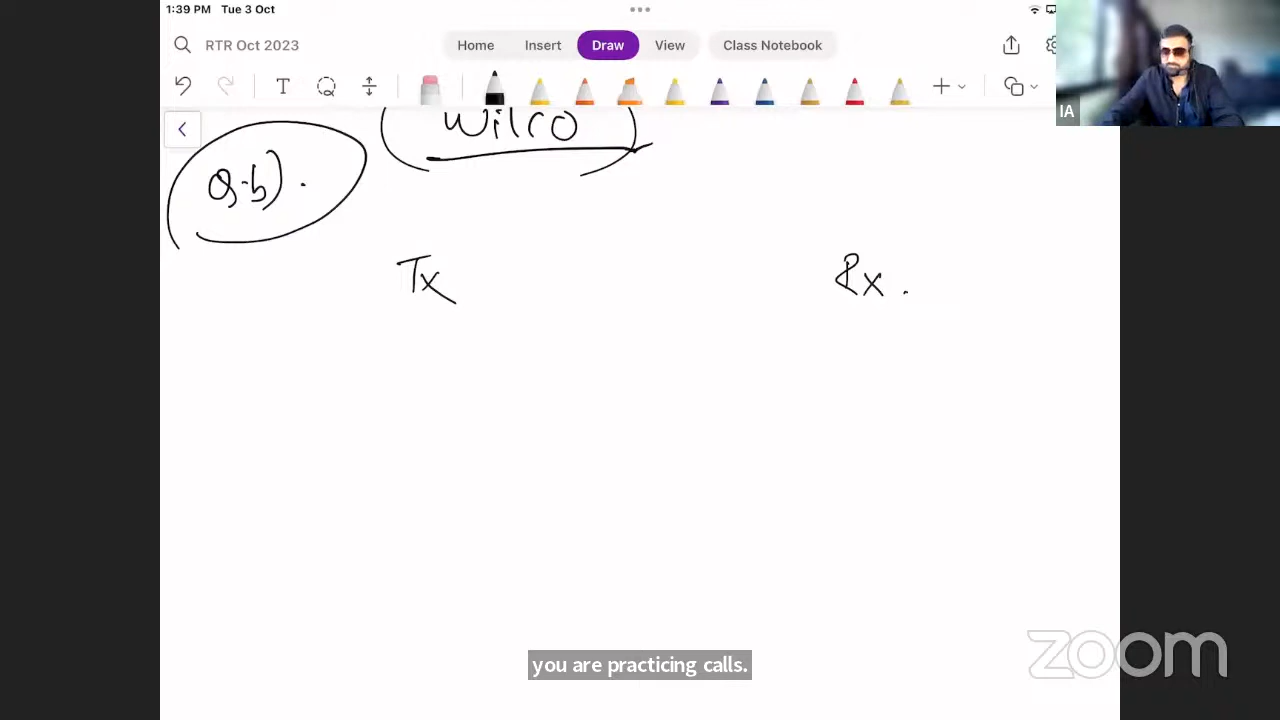 1:39 PM Tue 3 Oct
RTR Oct 2023
Home Insert Draw View Class Notebook
T
IA
Wilco
Q.b).
Tx Rx.
you are practicing calls.
zoom